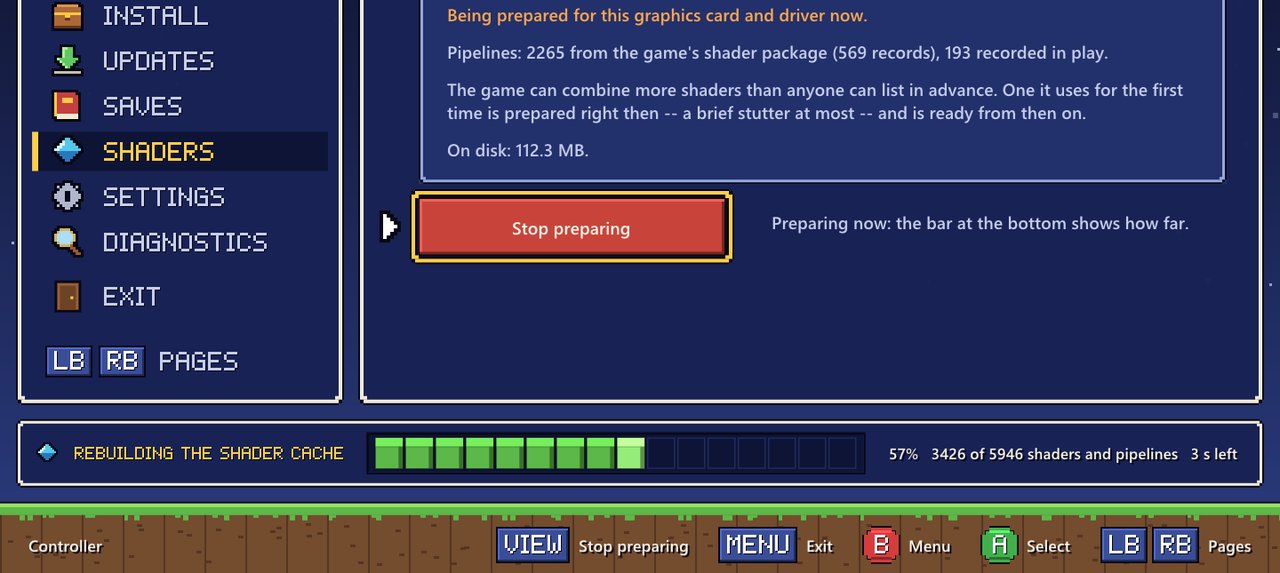 INSTALL
UPDATES
SAVES
SHADERS
SETTINGS
DIAGNOSTICS
EXIT
LB RB PAGES
Being prepared for this graphics card and driver now.
Pipelines: 2265 from the game's shader package (569 records), 193 recorded in play.
The game can combine more shaders than anyone can list in advance. One it uses for the first
time is prepared right then -- a brief stutter at most -- and is ready from then on.
On disk: 112.3 MB.
Stop preparing
Preparing now: the bar at the bottom shows how far.
REBUILDING THE SHADER CACHE
57% 3426 of 5946 shaders and pipelines 3 s left
Controller
VIEW Stop preparing MENU Exit B Menu A Select LB RB Pages